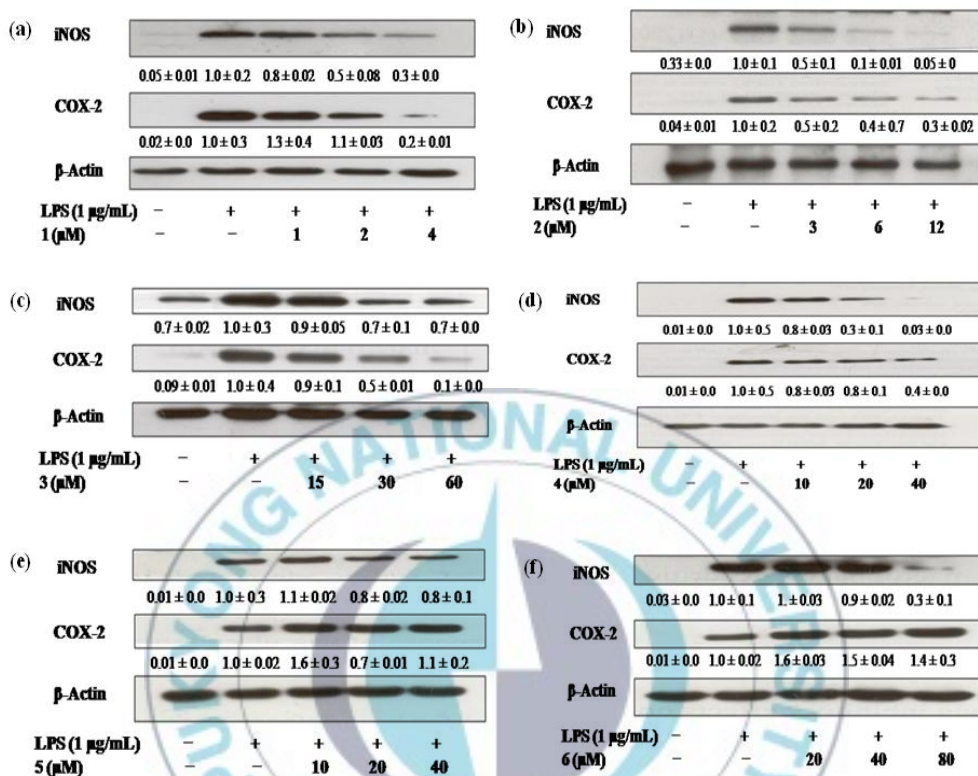 (a)
iNOS
0.05 ± 0.01 1.0 ± 0.2 0.8 ± 0.02 0.5 ± 0.08 0.3 ± 0.0
COX-2
0.02 ± 0.0 1.0 ± 0.3 1.3 ± 0.4 1.1 ± 0.03 0.2 ± 0.01
β-Actin
LPS (1 µg/mL) − + + + +
1 (µM) − − 1 2 4
(b)
iNOS
0.33 ± 0.0 1.0 ± 0.1 0.5 ± 0.1 0.1 ± 0.01 0.05 ± 0
COX-2
0.04 ± 0.01 1.0 ± 0.2 0.5 ± 0.2 0.4 ± 0.7 0.3 ± 0.02
β-Actin
LPS (1 µg/mL) − + + + +
2 (µM) − − 3 6 12
(c)
iNOS
0.7 ± 0.02 1.0 ± 0.3 0.9 ± 0.05 0.7 ± 0.1 0.7 ± 0.0
COX-2
0.09 ± 0.01 1.0 ± 0.4 0.9 ± 0.1 0.5 ± 0.01 0.1 ± 0.0
β-Actin
LPS (1 µg/mL) − + + + +
3 (µM) − − 15 30 60
(d)
iNOS
0.01 ± 0.0 1.0 ± 0.5 0.8 ± 0.03 0.3 ± 0.1 0.03 ± 0.0
COX-2
0.01 ± 0.0 1.0 ± 0.5 0.8 ± 0.03 0.8 ± 0.1 0.4 ± 0.0
β-Actin
LPS (1 µg/mL) − + + + +
4 (µM) − − 10 20 40
(e)
iNOS
0.01 ± 0.0 1.0 ± 0.3 1.1 ± 0.02 0.8 ± 0.02 0.8 ± 0.1
COX-2
0.01 ± 0.0 1.0 ± 0.02 1.6 ± 0.3 0.7 ± 0.01 1.1 ± 0.2
β-Actin
LPS (1 µg/mL) − + + + +
5 (µM) − − 10 20 40
(f)
iNOS
0.03 ± 0.0 1.0 ± 0.1 1. ± 0.03 0.9 ± 0.02 0.3 ± 0.1
COX-2
0.01 ± 0.0 1.0 ± 0.02 1.6 ± 0.03 1.5 ± 0.04 1.4 ± 0.3
β-Actin
LPS (1 µg/mL) − + + + +
6 (µM) − − 20 40 80
PUKYONG NATIONAL UNIVERSIT